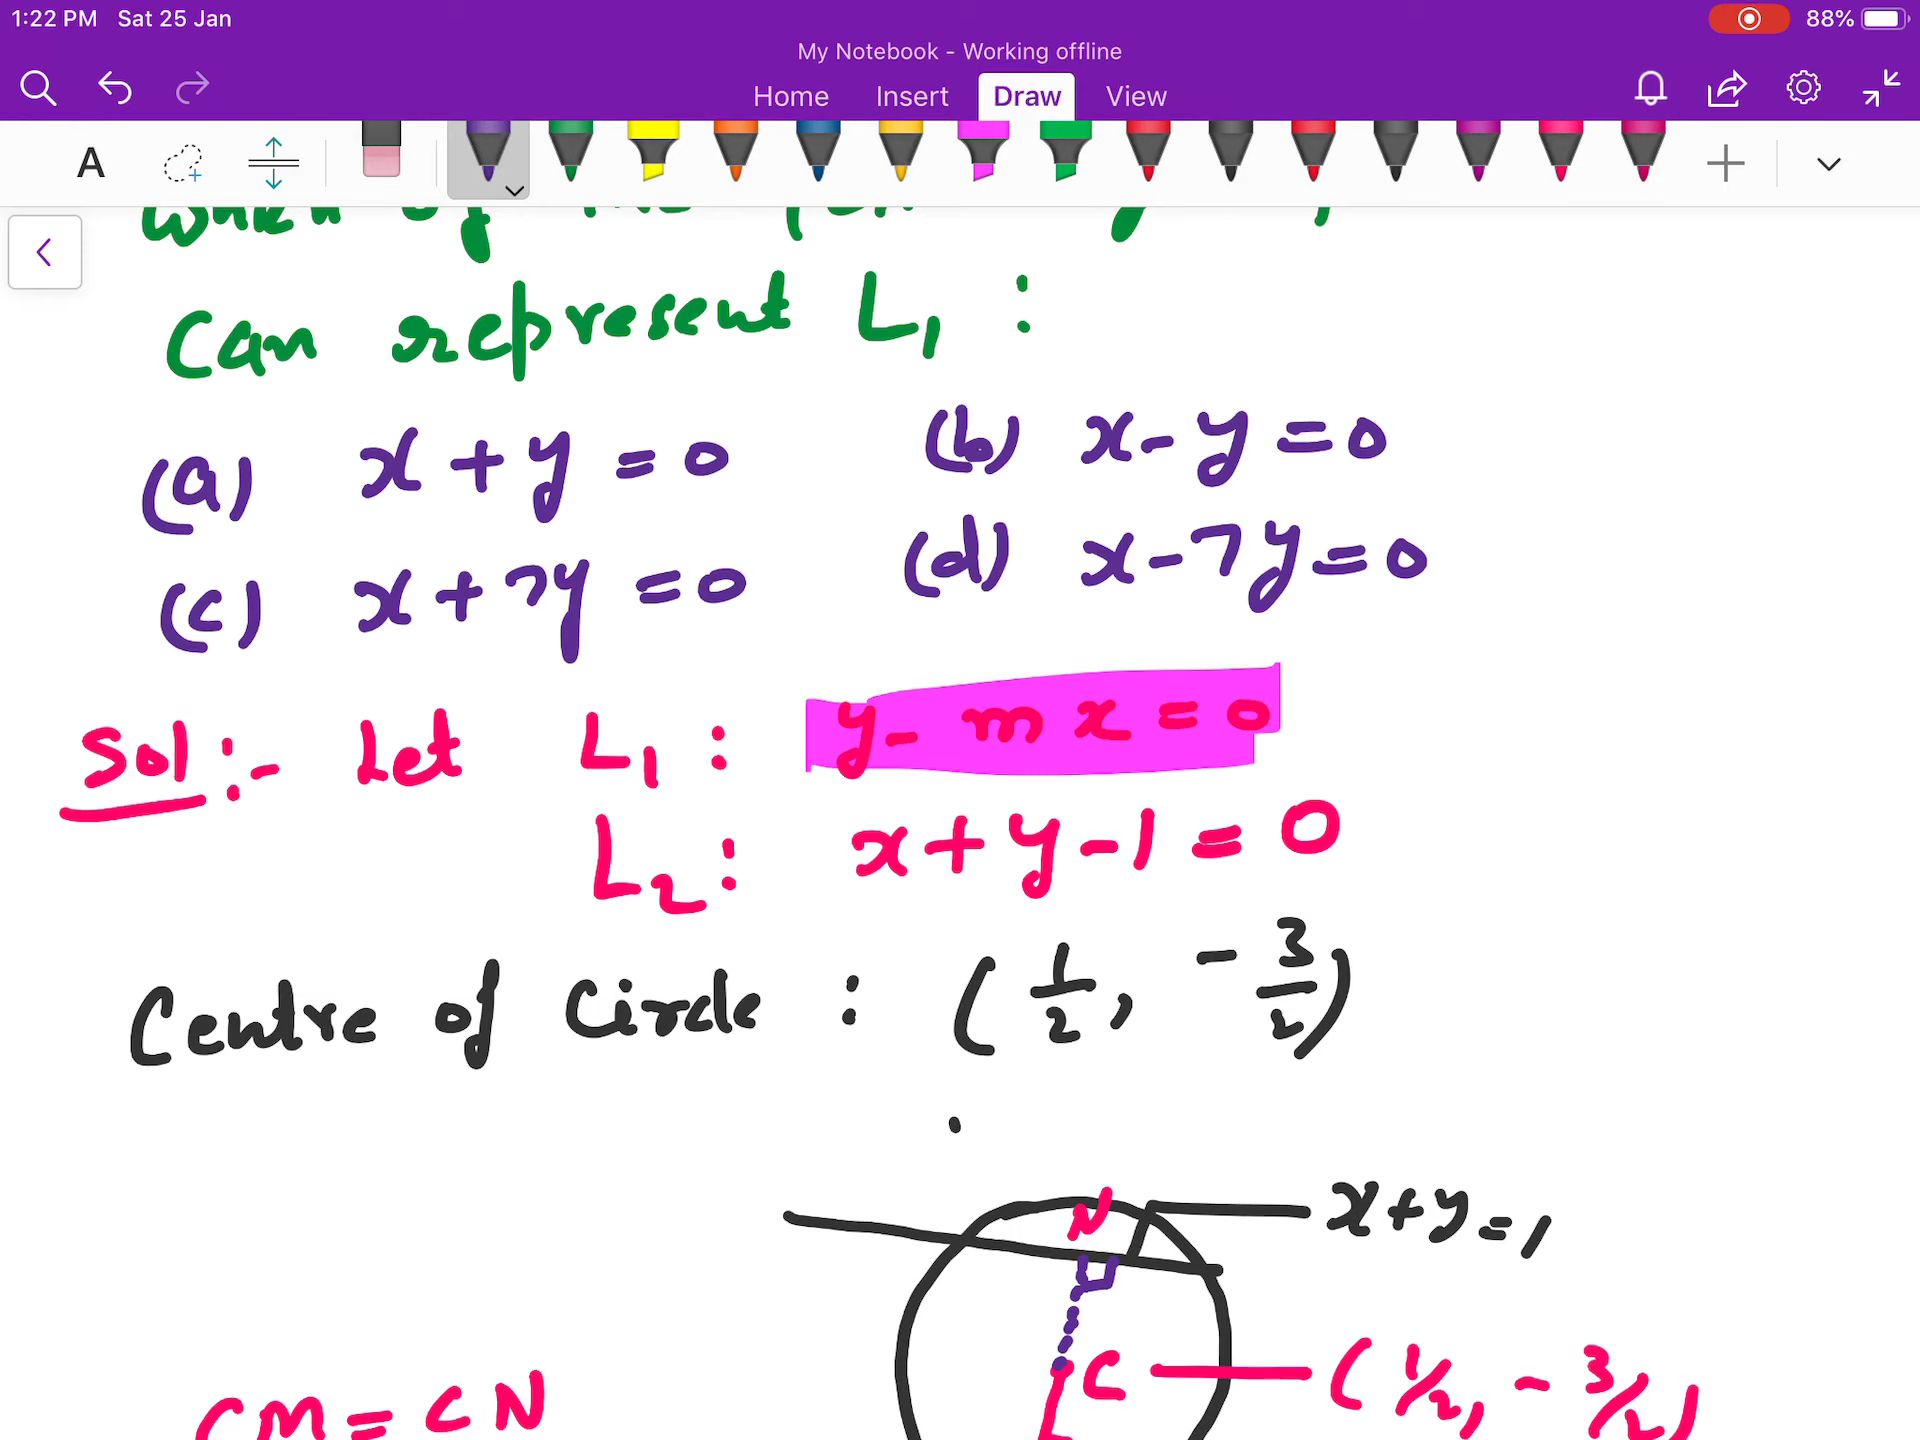 1:22 PM Sat 25 Jan 88%
My Notebook - Working offline
Home Insert Draw View
A
Can represent L₁ :
(a) x + y = 0 (b) x - y = 0
(c) x + 7y = 0 (d) x - 7y = 0
Sol :- Let L₁ : y - mx = 0
L₂ : x + y - 1 = 0
Centre of Circle : (1/2, -3/2)
N x + y = 1
C (1/2, -3/2)
CM = CN